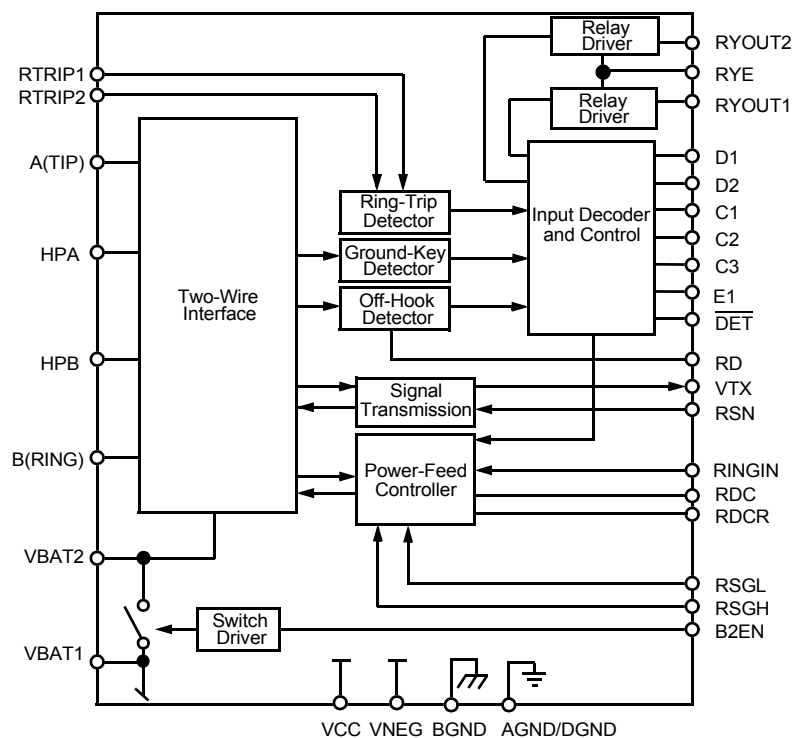 Relay
Driver
RYOUT2
RYE
Relay
Driver
RYOUT1
RTRIP1
RTRIP2
A(TIP)
HPA
HPB
B(RING)
VBAT2
VBAT1
Two-Wire
Interface
Ring-Trip
Detector
Ground-Key
Detector
Off-Hook
Detector
Signal
Transmission
Power-Feed
Controller
Switch
Driver
Input Decoder
and Control
D1
D2
C1
C2
C3
E1
DET
RD
VTX
RSN
RINGIN
RDC
RDCR
RSGL
RSGH
B2EN
VCC VNEG BGND AGND/DGND